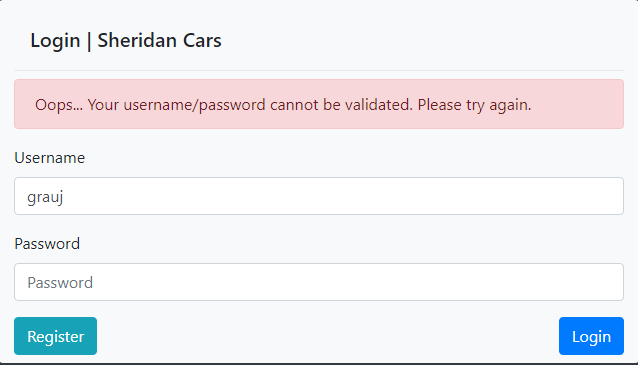 Login | Sheridan Cars
Oops... Your username/password cannot be validated. Please try again.
Username
grauj
Password
Password
Register
Login